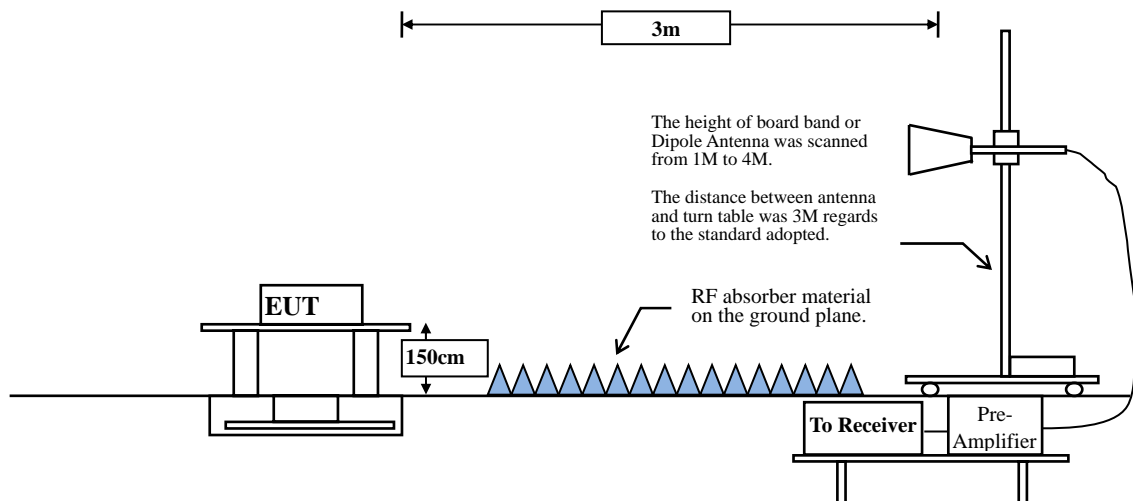 3m
The height of board band or
Dipole Antenna was scanned
from 1M to 4M.
The distance between antenna
and turn table was 3M regards
to the standard adopted.
EUT
RF absorber material
on the ground plane.
150cm
To Receiver
Pre-
Amplifier